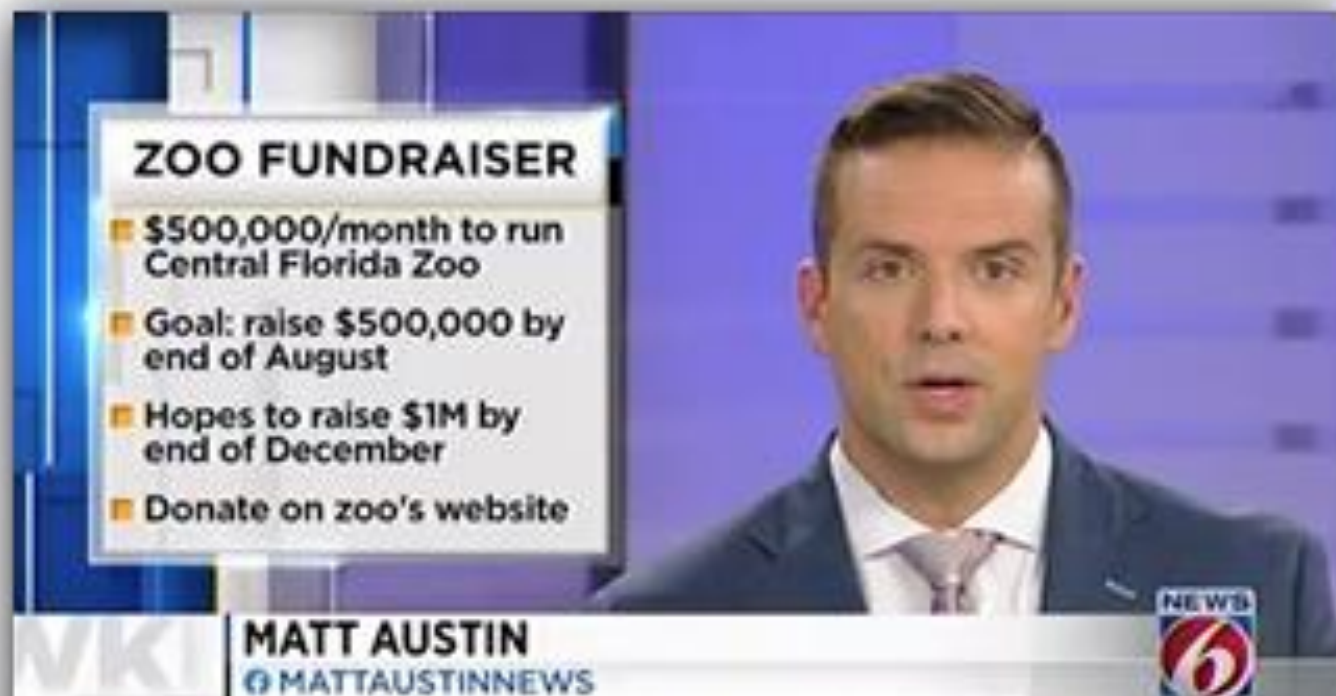 ZOO FUNDRAISER
$500,000/month to run
Central Florida Zoo
Goal: raise $500,000 by
end of August
Hopes to raise $1M by
end of December
Donate on zoo's website
MATT AUSTIN
MATTAUSTINNEWS
NEWS
6